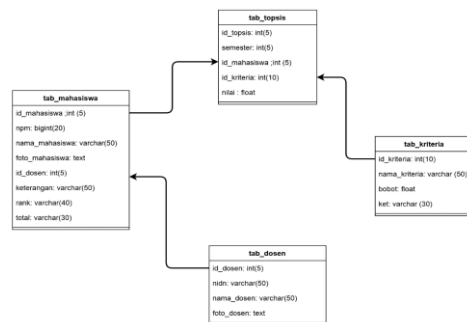 tab_topsis
id_topsis: int(5)
semester: int(5)
id_mahasiswa ;int (5)
id_kriteria: int(10)
nilai : float
tab_mahasiswa
id_mahasiswa ;int (5)
npm: bigint(20)
nama_mahasiswa: varchar(50)
foto_mahasiswa: text
id_dosen: int(5)
keterangan: varchar(50)
rank: varchar(40)
total: varchar(30)
tab_kriteria
id_kriteria: int(10)
nama_kriteria: varchar (50)
bobot: float
ket: varchar (30)
tab_dosen
id_dosen: int(5)
nidn: varchar(50)
nama_dosen: varchar(50)
foto_dosen: text